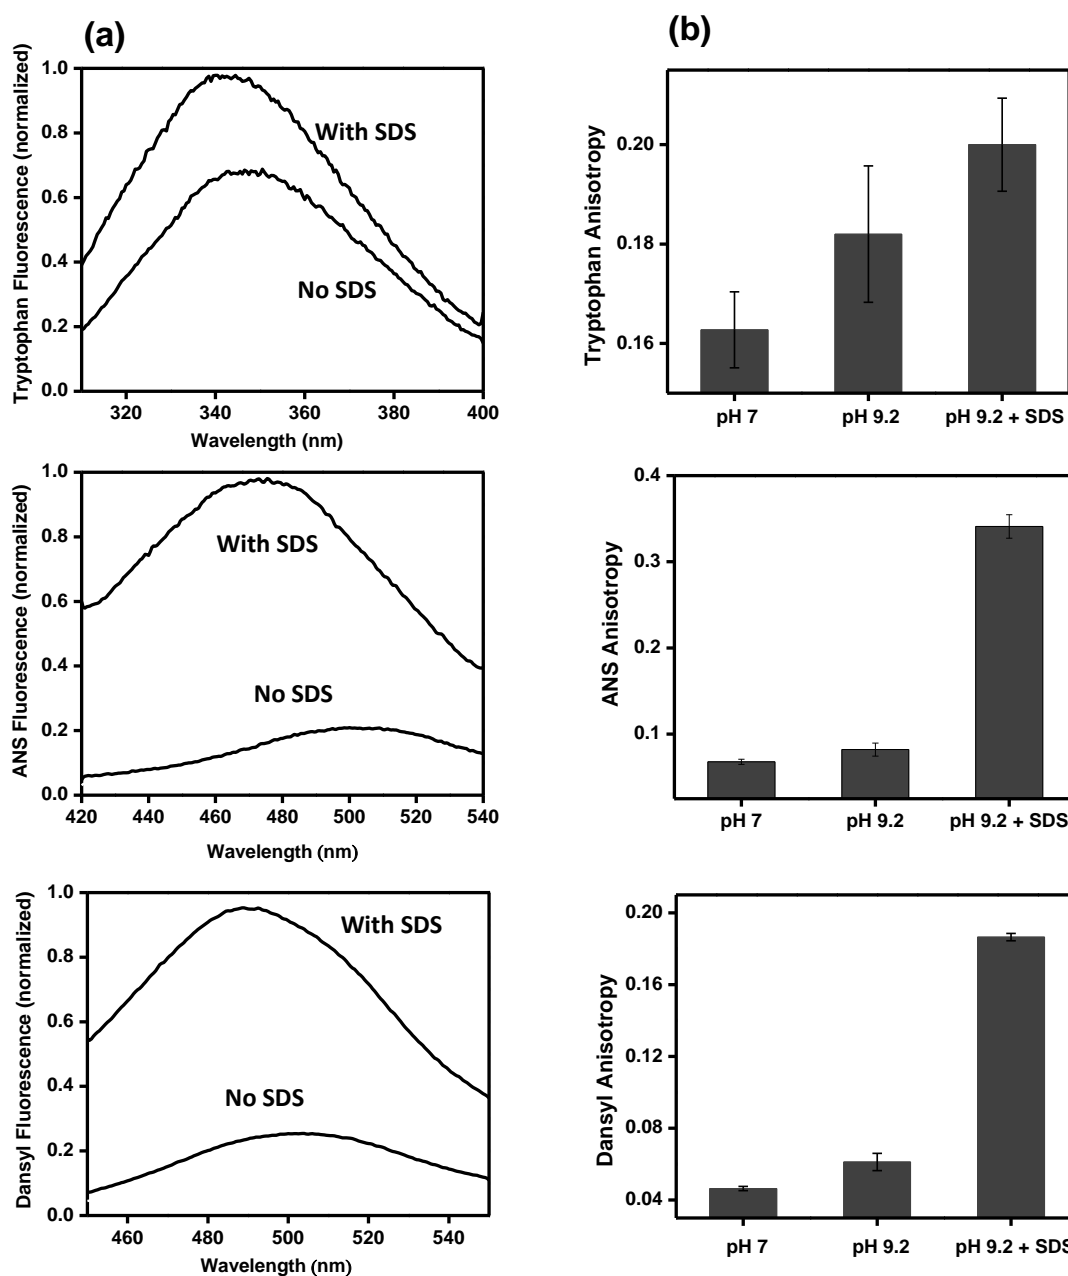 (a)
Tryptophan Fluorescence (normalized)
1.0
0.8
0.6
0.4
0.2
0.0
With SDS
No SDS
320 340 360 380 400
Wavelength (nm)
ANS Fluorescence (normalized)
1.0
0.8
0.6
0.4
0.2
0.0
With SDS
No SDS
420 440 460 480 500 520 540
Wavelength (nm)
Dansyl Fluorescence (normalized)
1.0
0.8
0.6
0.4
0.2
0.0
With SDS
No SDS
460 480 500 520 540
Wavelength (nm)
(b)
Tryptophan Anisotropy
0.20
0.18
0.16
pH 7 pH 9.2 pH 9.2 + SDS
ANS Anisotropy
0.4
0.3
0.2
0.1
pH 7 pH 9.2 pH 9.2 + SDS
Dansyl Anisotropy
0.20
0.16
0.12
0.08
0.04
pH 7 pH 9.2 pH 9.2 + SDS